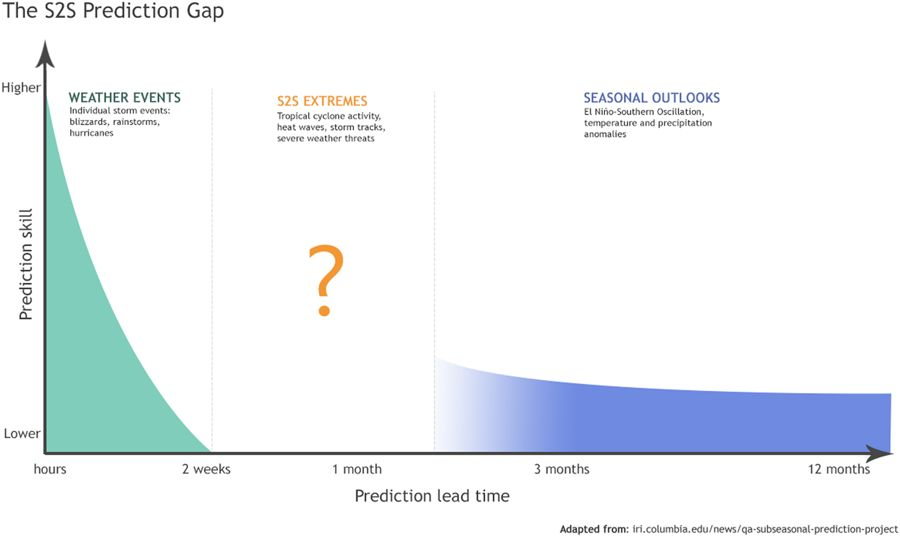 The S2S Prediction Gap
Higher
WEATHER EVENTS
Individual storm events:
blizzards, rainstorms,
hurricanes
S2S EXTREMES
Tropical cyclone activity,
heat waves, storm tracks,
severe weather threats
SEASONAL OUTLOOKS
El Niño-Southern Oscillation,
temperature and precipitation
anomalies
Prediction skill
?
Lower
hours
2 weeks
1 month
3 months
12 months
Prediction lead time
Adapted from: iri.columbia.edu/news/qa-subseasonal-prediction-project